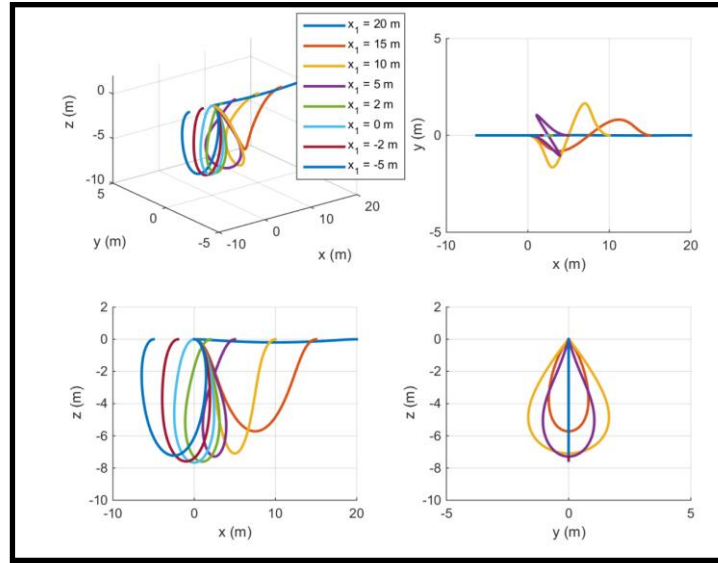 x1 = 20 m
x1 = 15 m
x1 = 10 m
x1 = 5 m
x1 = 2 m
x1 = 0 m
x1 = -2 m
x1 = -5 m
0
-5
-10
z (m)
5
0
-5
y (m)
-10
0
10
20
x (m)
5
0
-5
y (m)
-10
0
10
20
x (m)
2
0
-2
-4
-6
-8
-10
z (m)
-10
0
10
20
x (m)
2
0
-2
-4
-6
-8
-10
z (m)
-5
0
5
y (m)